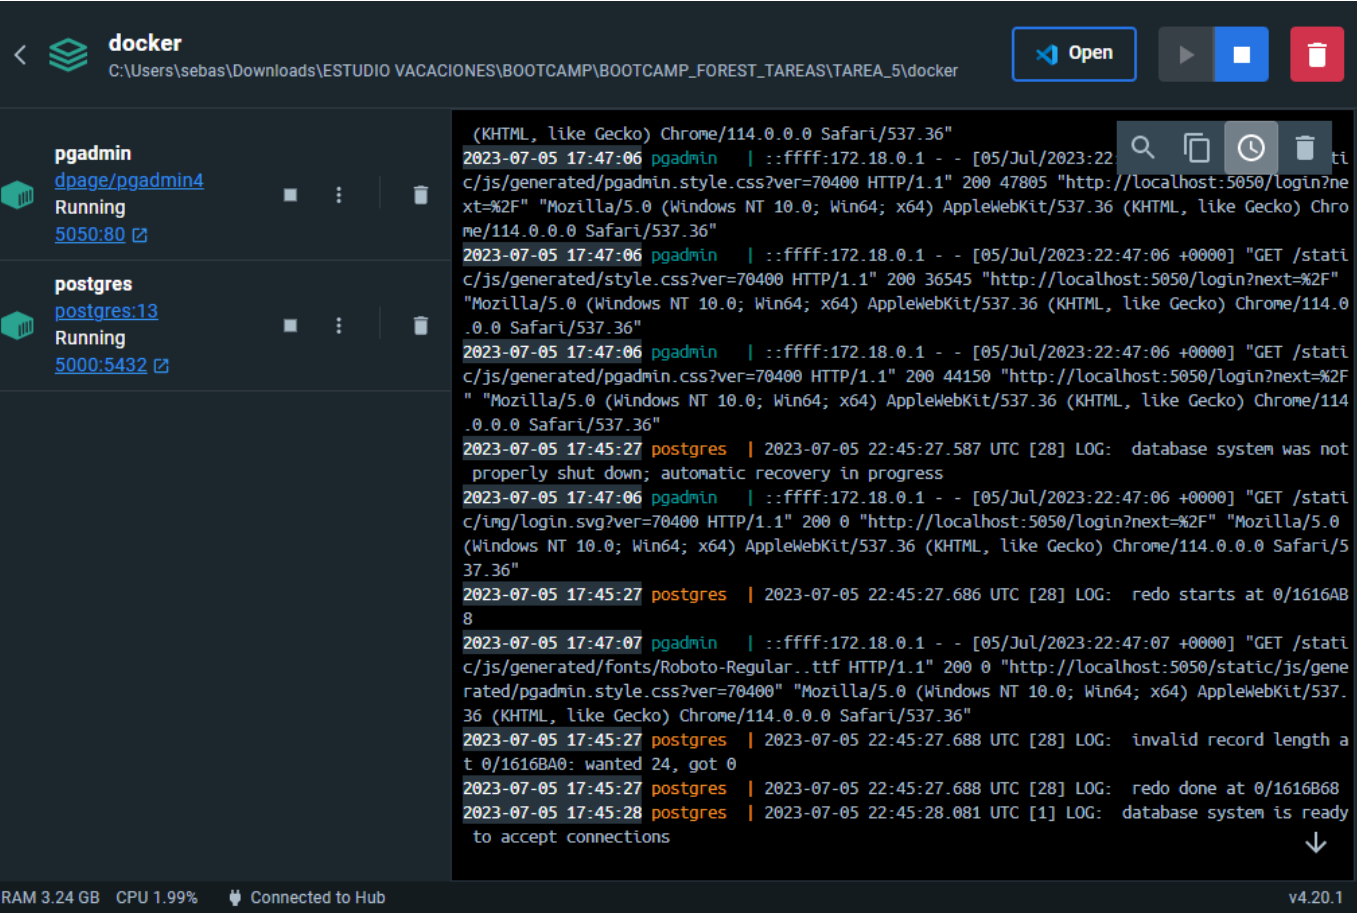 docker
C:\Users\sebas\Downloads\ESTUDIO VACACIONES\BOOTCAMP\BOOTCAMP_FOREST_TAREAS\TAREA_5\docker
Open
pgadmin
dpage/pgadmin4
Running
5050:80
postgres
postgres:13
Running
5000:5432
(KHTML, like Gecko) Chrome/114.0.0.0 Safari/537.36"
2023-07-05 17:47:06 pgadmin | ::ffff:172.18.0.1 - - [05/Jul/2023:22: ti
c/js/generated/pgadmin.style.css?ver=70400 HTTP/1.1" 200 47805 "http://localhost:5050/login?ne
xt=%2F" "Mozilla/5.0 (Windows NT 10.0; Win64; x64) AppleWebKit/537.36 (KHTML, like Gecko) Chro
me/114.0.0.0 Safari/537.36"
2023-07-05 17:47:06 pgadmin | ::ffff:172.18.0.1 - - [05/Jul/2023:22:47:06 +0000] "GET /stati
c/js/generated/style.css?ver=70400 HTTP/1.1" 200 36545 "http://localhost:5050/login?next=%2F"
"Mozilla/5.0 (Windows NT 10.0; Win64; x64) AppleWebKit/537.36 (KHTML, like Gecko) Chrome/114.0
.0.0 Safari/537.36"
2023-07-05 17:47:06 pgadmin | ::ffff:172.18.0.1 - - [05/Jul/2023:22:47:06 +0000] "GET /stati
c/js/generated/pgadmin.css?ver=70400 HTTP/1.1" 200 44150 "http://localhost:5050/login?next=%2F
" "Mozilla/5.0 (Windows NT 10.0; Win64; x64) AppleWebKit/537.36 (KHTML, like Gecko) Chrome/114
.0.0.0 Safari/537.36"
2023-07-05 17:45:27 postgres | 2023-07-05 22:45:27.587 UTC [28] LOG: database system was not
properly shut down; automatic recovery in progress
2023-07-05 17:47:06 pgadmin | ::ffff:172.18.0.1 - - [05/Jul/2023:22:47:06 +0000] "GET /stati
c/img/login.svg?ver=70400 HTTP/1.1" 200 0 "http://localhost:5050/login?next=%2F" "Mozilla/5.0
(Windows NT 10.0; Win64; x64) AppleWebKit/537.36 (KHTML, like Gecko) Chrome/114.0.0.0 Safari/5
37.36"
2023-07-05 17:45:27 postgres | 2023-07-05 22:45:27.686 UTC [28] LOG: redo starts at 0/1616AB
8
2023-07-05 17:47:07 pgadmin | ::ffff:172.18.0.1 - - [05/Jul/2023:22:47:07 +0000] "GET /stati
c/js/generated/fonts/Roboto-Regular..ttf HTTP/1.1" 200 0 "http://localhost:5050/static/js/gene
rated/pgadmin.style.css?ver=70400" "Mozilla/5.0 (Windows NT 10.0; Win64; x64) AppleWebKit/537.
36 (KHTML, like Gecko) Chrome/114.0.0.0 Safari/537.36"
2023-07-05 17:45:27 postgres | 2023-07-05 22:45:27.688 UTC [28] LOG: invalid record length a
t 0/1616BA0: wanted 24, got 0
2023-07-05 17:45:27 postgres | 2023-07-05 22:45:27.688 UTC [28] LOG: redo done at 0/1616B68
2023-07-05 17:45:28 postgres | 2023-07-05 22:45:28.081 UTC [1] LOG: database system is ready
to accept connections
RAM 3.24 GB CPU 1.99% Connected to Hub v4.20.1